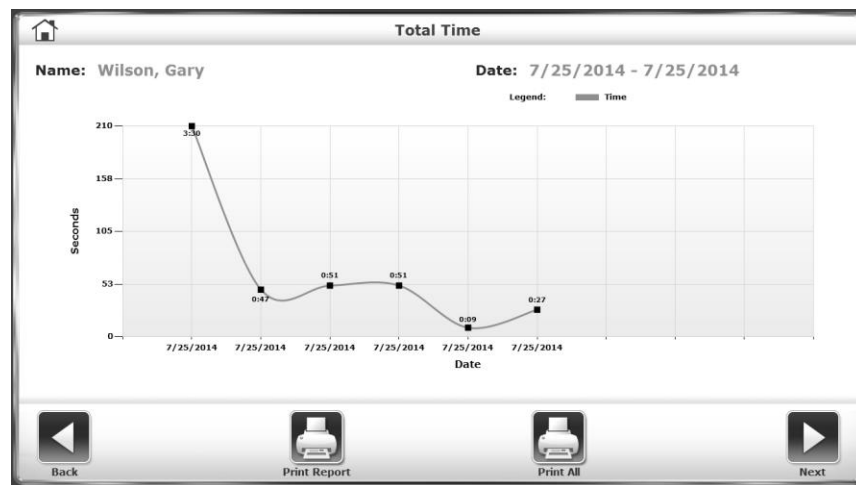 Total Time
Name: Wilson, Gary
Date: 7/25/2014 - 7/25/2014
Legend: Time
210
3:30
158
105
Seconds
53
0:47
0:51
0:51
0:09
0:27
0
7/25/2014 7/25/2014 7/25/2014 7/25/2014 7/25/2014 7/25/2014
Date
Back
Print Report
Print All
Next